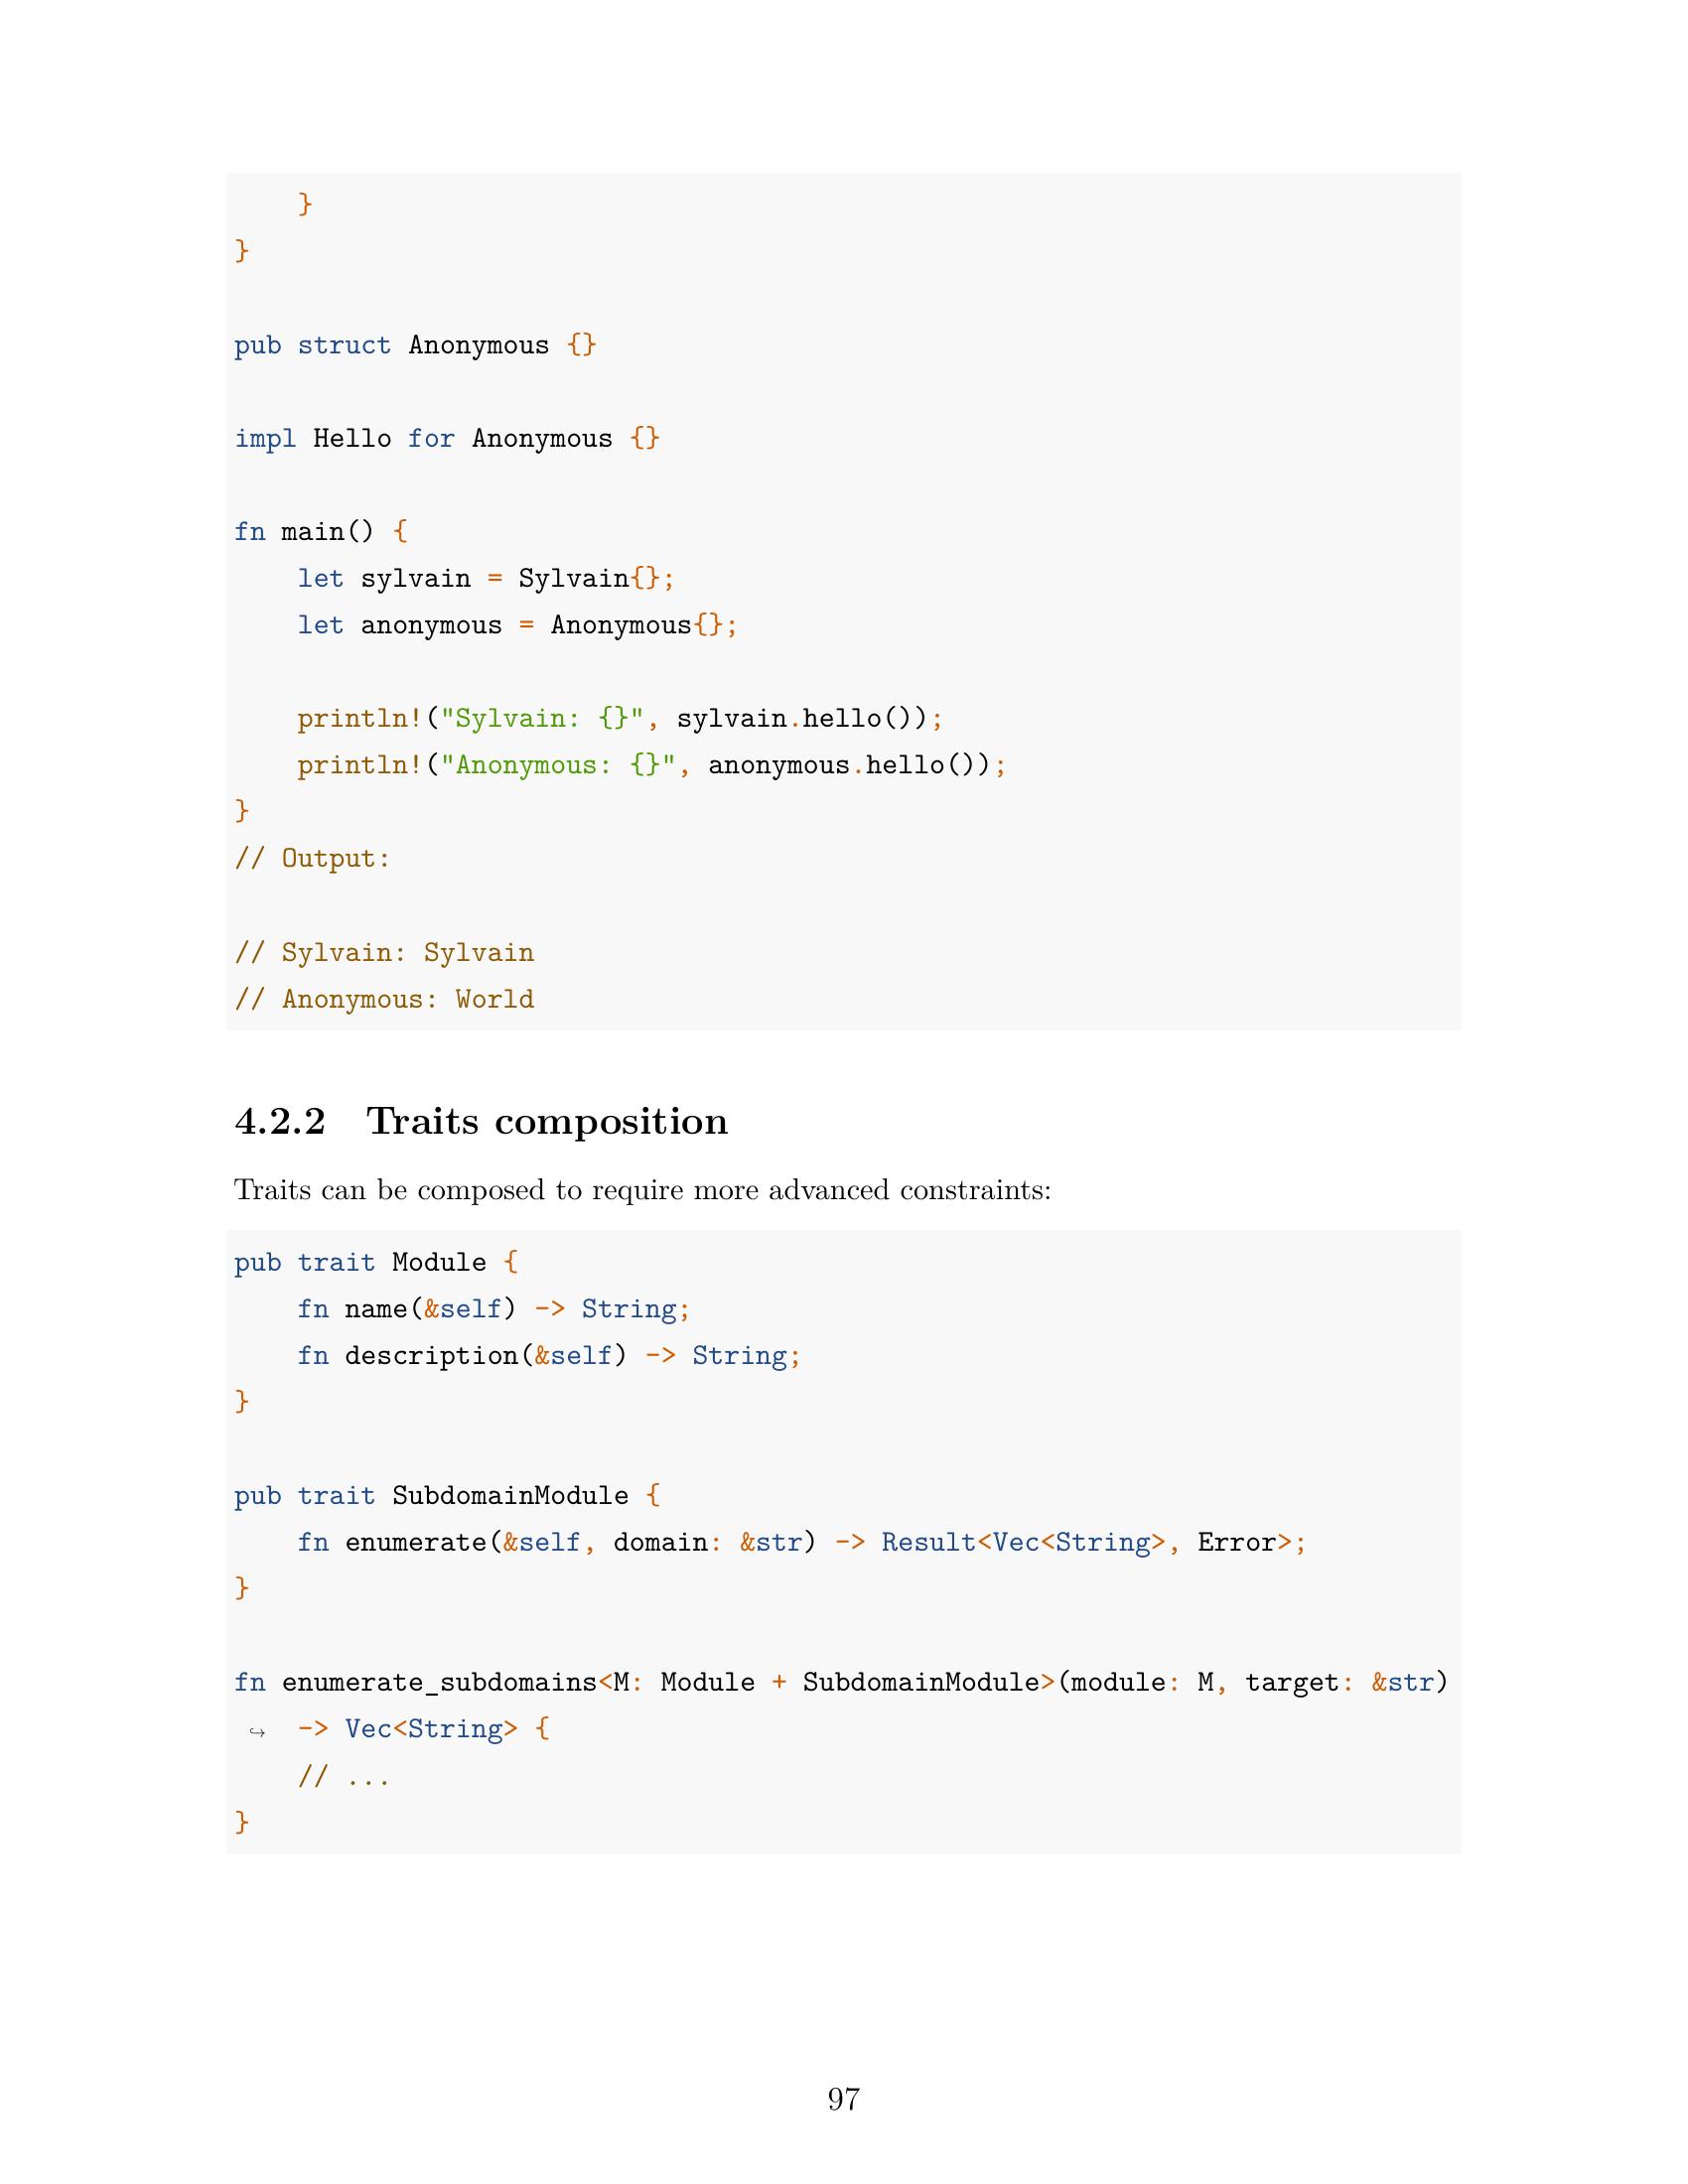 }
}

pub struct Anonymous {}

impl Hello for Anonymous {}

fn main() {
    let sylvain = Sylvain{};
    let anonymous = Anonymous{};

    println!("Sylvain: {}", sylvain.hello());
    println!("Anonymous: {}", anonymous.hello());
}
// Output:

// Sylvain: Sylvain
// Anonymous: World

4.2.2 Traits composition
Traits can be composed to require more advanced constraints:
pub trait Module {
    fn name(&self) -> String;
    fn description(&self) -> String;
}

pub trait SubdomainModule {
    fn enumerate(&self, domain: &str) -> Result<Vec<String>, Error>;
}

fn enumerate_subdomains<M: Module + SubdomainModule>(module: M, target: &str)
 ↪  -> Vec<String> {
    // ...
}

97